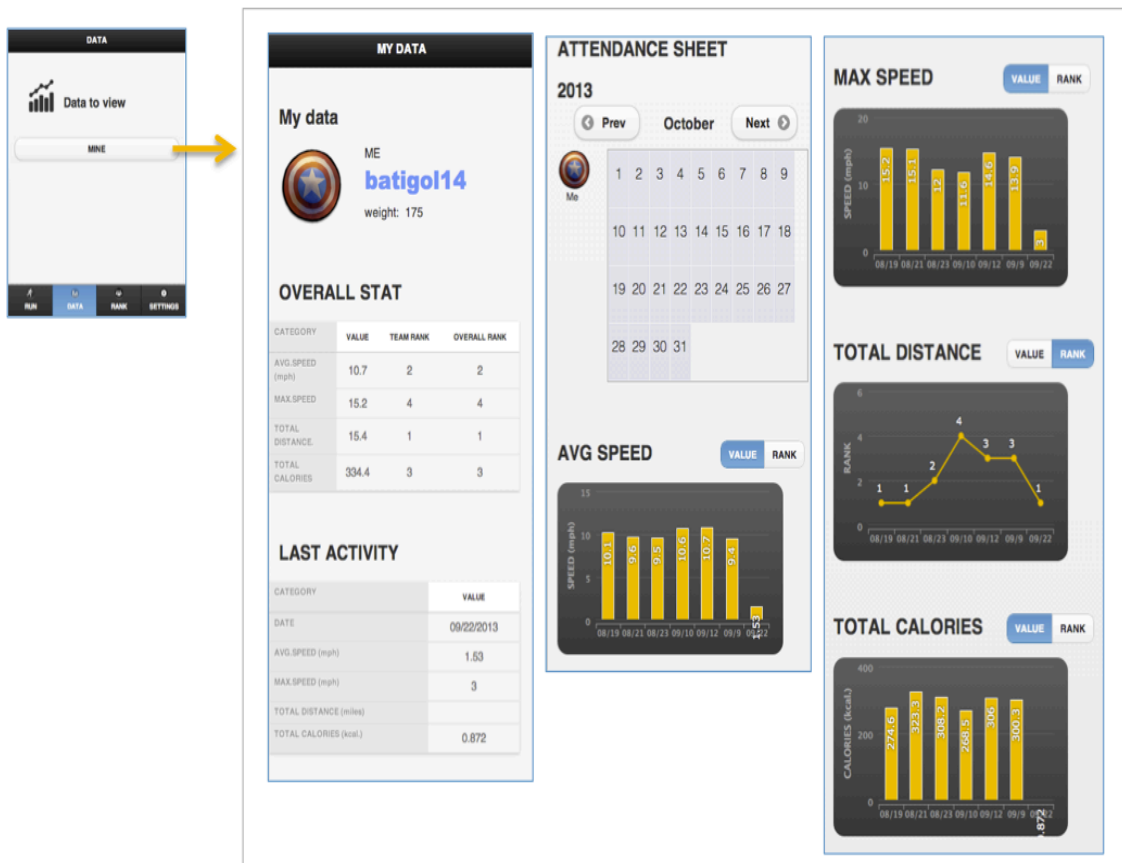 DATA
Data to view
MINE
RUN DATA RANK SETTINGS
MY DATA
My data
ME
batigol14
weight: 175
OVERALL STAT
CATEGORY VALUE TEAM RANK OVERALL RANK
AVG.SPEED (mph) 10.7 2 2
MAX.SPEED 15.2 4 4
TOTAL DISTANCE. 15.4 1 1
TOTAL CALORIES 334.4 3 3
LAST ACTIVITY
CATEGORY VALUE
DATE 09/22/2013
AVG.SPEED (mph) 1.53
MAX.SPEED (mph) 3
TOTAL DISTANCE (miles)
TOTAL CALORIES (kcal.) 0.872
ATTENDANCE SHEET
2013
Prev October Next
Me
1 2 3 4 5 6 7 8 9
10 11 12 13 14 15 16 17 18
19 20 21 22 23 24 25 26 27
28 29 30 31
AVG SPEED VALUE RANK
SPEED (mph)
15
10
5
0
10.1 9.6 9.5 10.6 10.7 9.4 1.53
08/19 08/21 08/23 09/10 09/12 09/9 09/22
MAX SPEED VALUE RANK
SPEED (mph)
20
10
0
15.2 15.1 12 11.6 14.6 13.9 3
08/19 08/21 08/23 09/10 09/12 09/9 09/22
TOTAL DISTANCE VALUE RANK
RANK
6
4
2
0
1 1 2 4 3 3 1
08/19 08/21 08/23 09/10 09/12 09/9 09/22
TOTAL CALORIES VALUE RANK
CALORIES (kcal.)
400
200
0
274.6 323.3 308.2 268.5 306 300.3 0.872
08/19 08/21 08/23 09/10 09/12 09/9 09/22